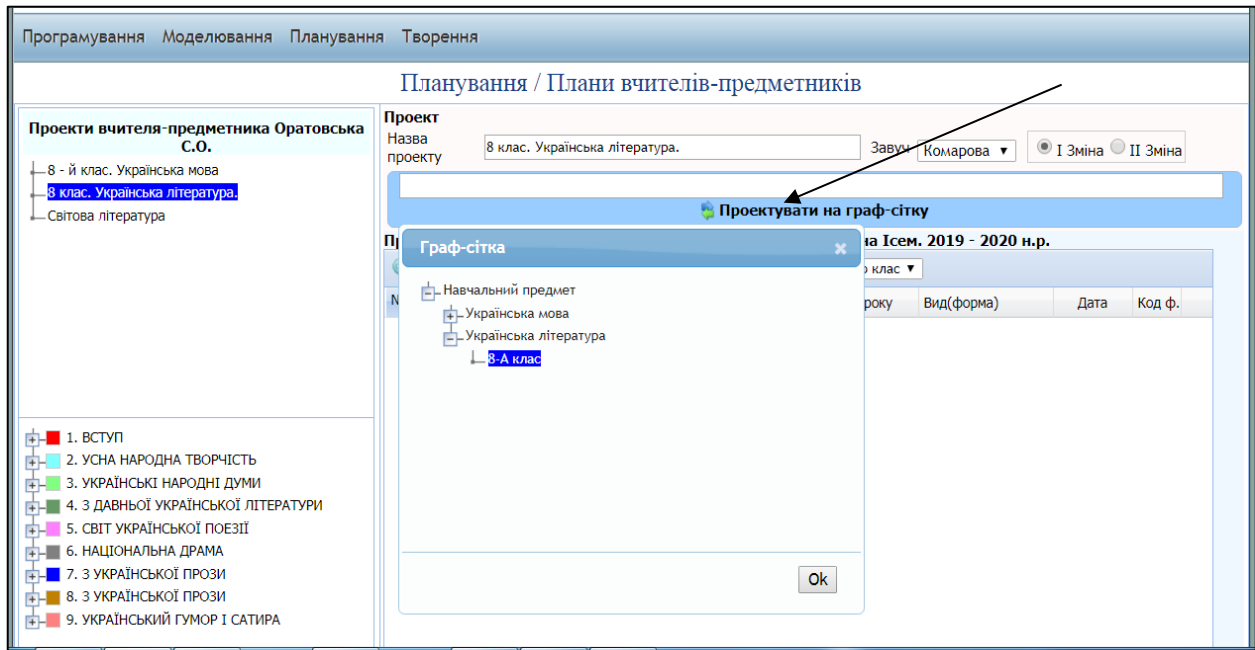 Програмування Моделювання Планування Творення
Планування / Плани вчителів-предметників
Проекти вчителя-предметника Оратовська
С.О.
8 - й клас. Українська мова
8 клас. Українська література.
Світова література
Проект
Назва
проекту
8 клас. Українська література.
Завуч
Комарова
І Зміна ІІ Зміна
Проектувати на граф-сітку
на Ісем. 2019 - 2020 н.р.
клас
року Вид(форма) Дата Код ф.
Граф-сітка
Навчальний предмет
Українська мова
Українська література
8-А клас
Ok
1. ВСТУП
2. УСНА НАРОДНА ТВОРЧІСТЬ
3. УКРАЇНСЬКІ НАРОДНІ ДУМИ
4. З ДАВНЬОЇ УКРАЇНСЬКОЇ ЛІТЕРАТУРИ
5. СВІТ УКРАЇНСЬКОЇ ПОЕЗІЇ
6. НАЦІОНАЛЬНА ДРАМА
7. З УКРАЇНСЬКОЇ ПРОЗИ
8. З УКРАЇНСЬКОЇ ПРОЗИ
9. УКРАЇНСЬКИЙ ГУМОР І САТИРА